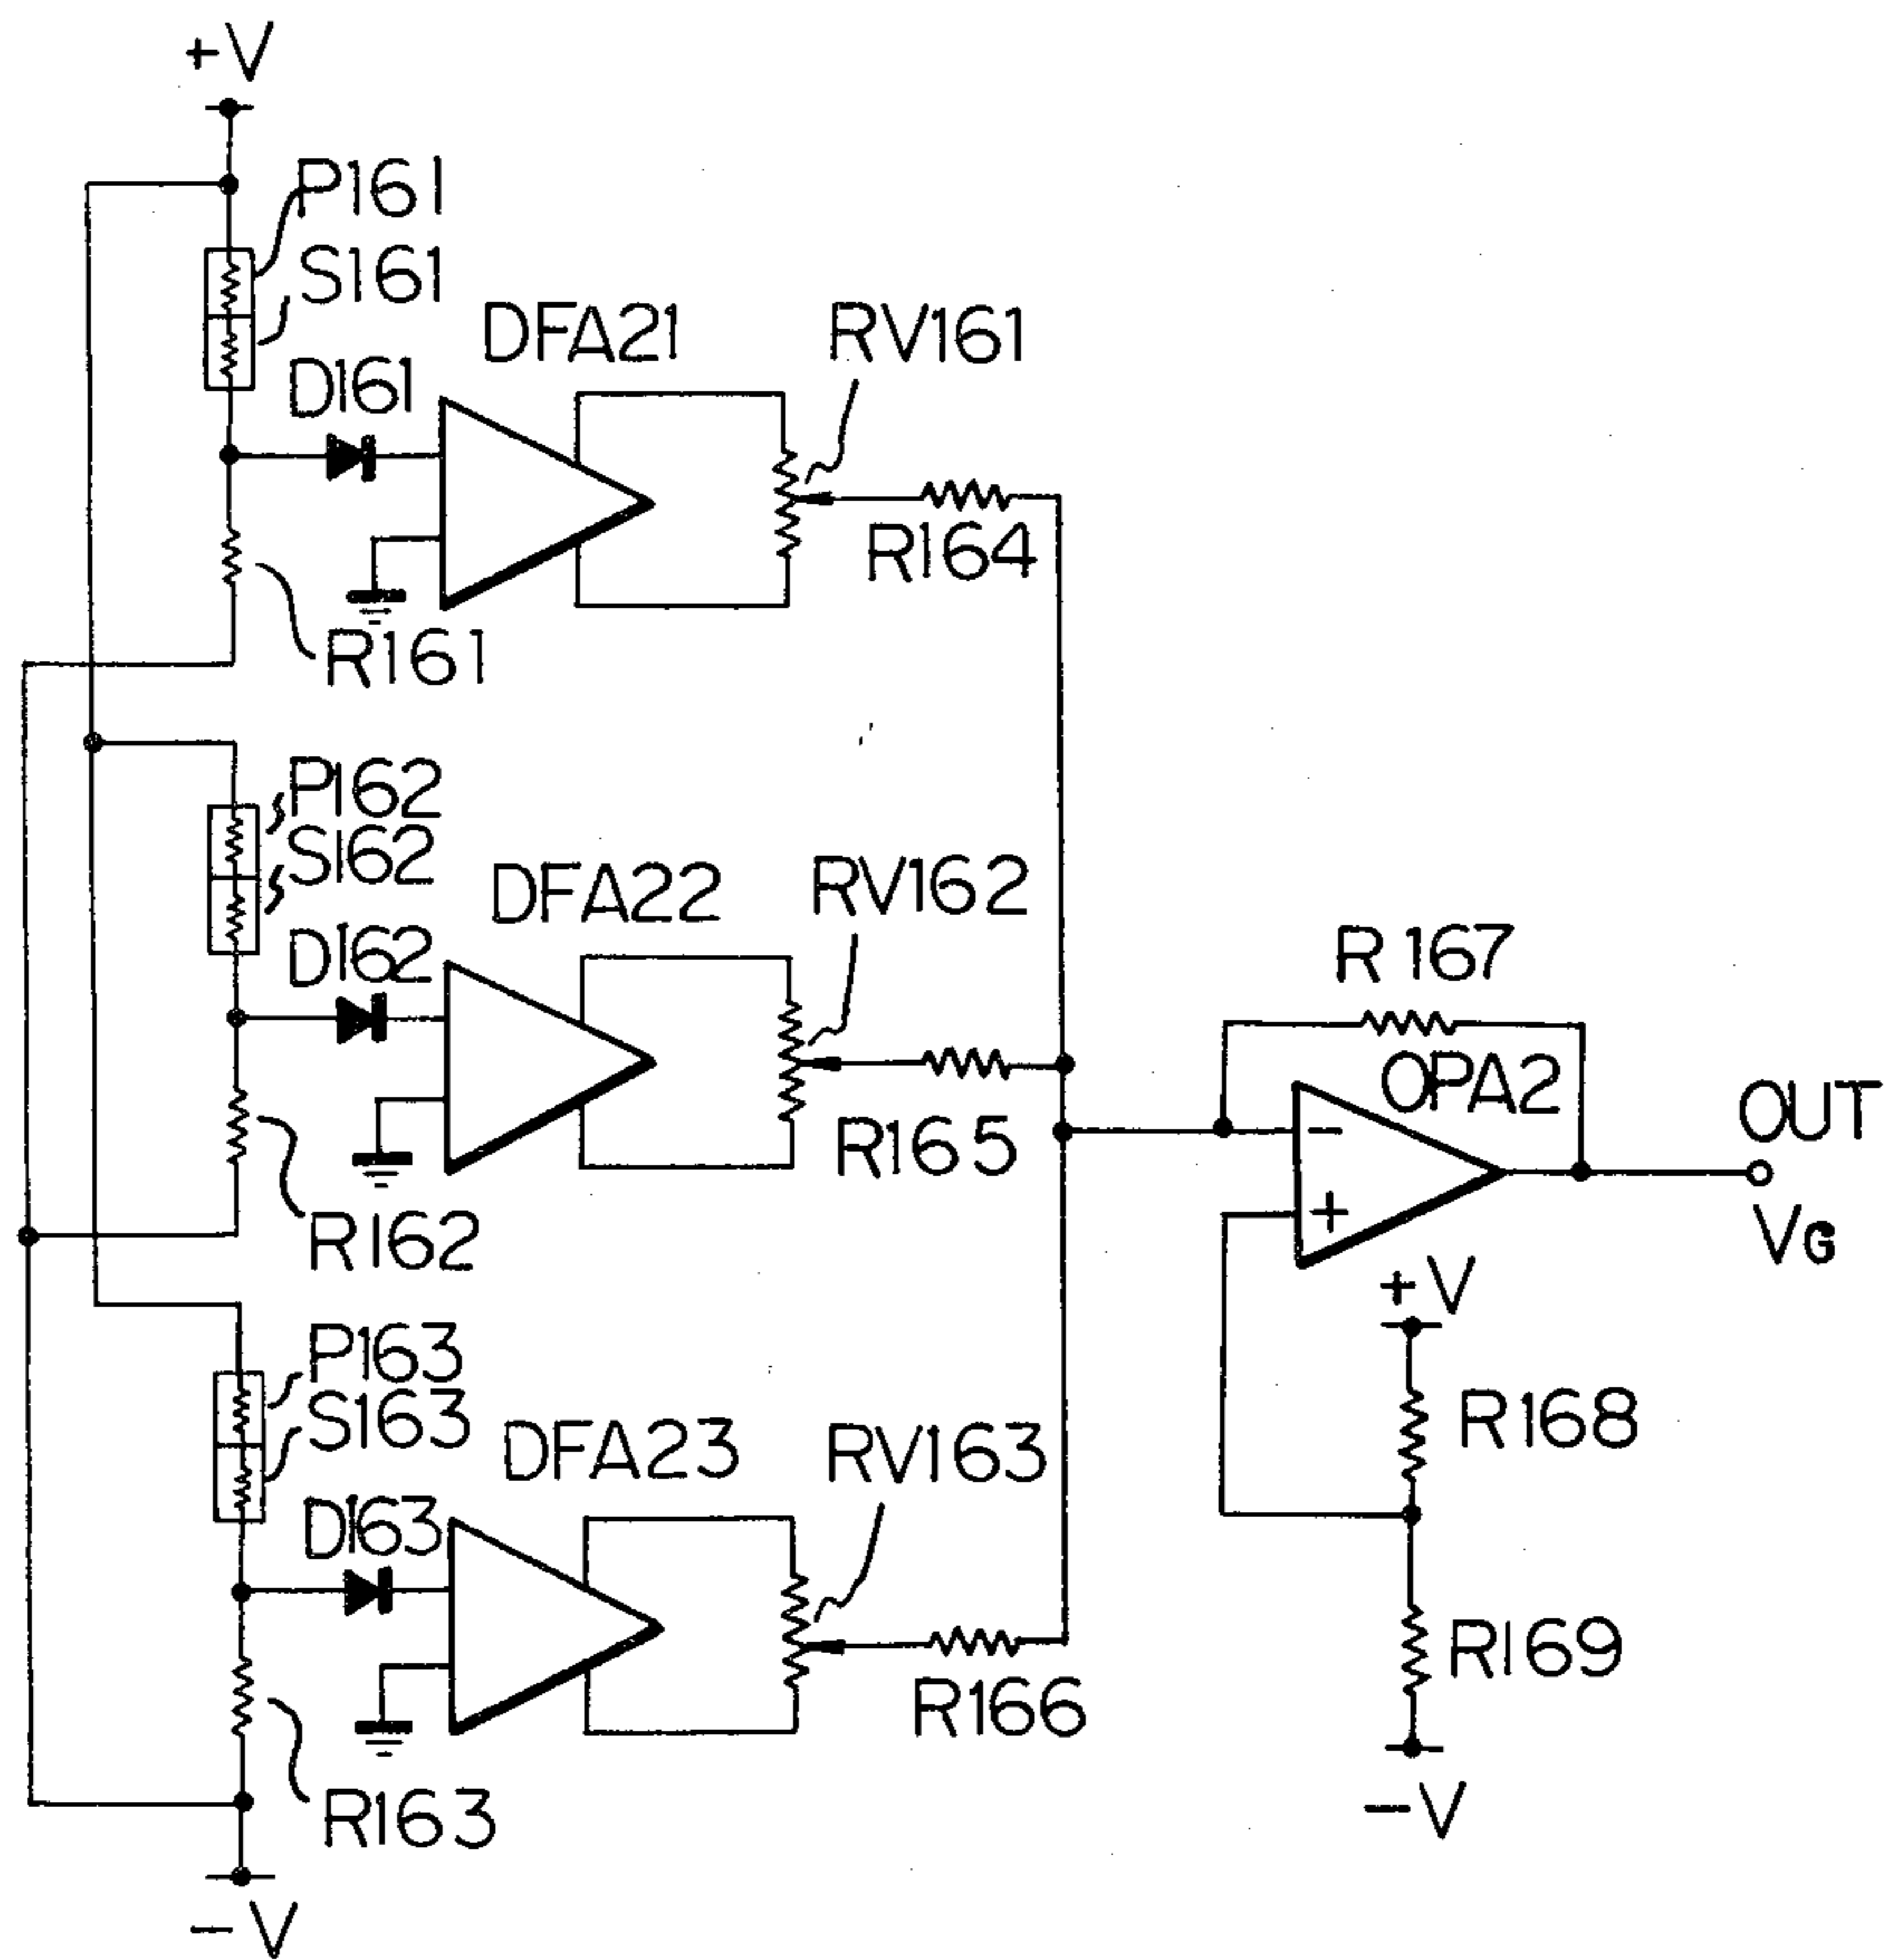 +V
P161
S161
DFA21
RV161
D161
R164
R161
P162
S162
DFA22
RV162
D162
R167
OPA2
OUT
R165
−
+
R162
VG
+V
P163
S163
R168
DFA23
RV163
D163
R169
R166
R163
−V
−V